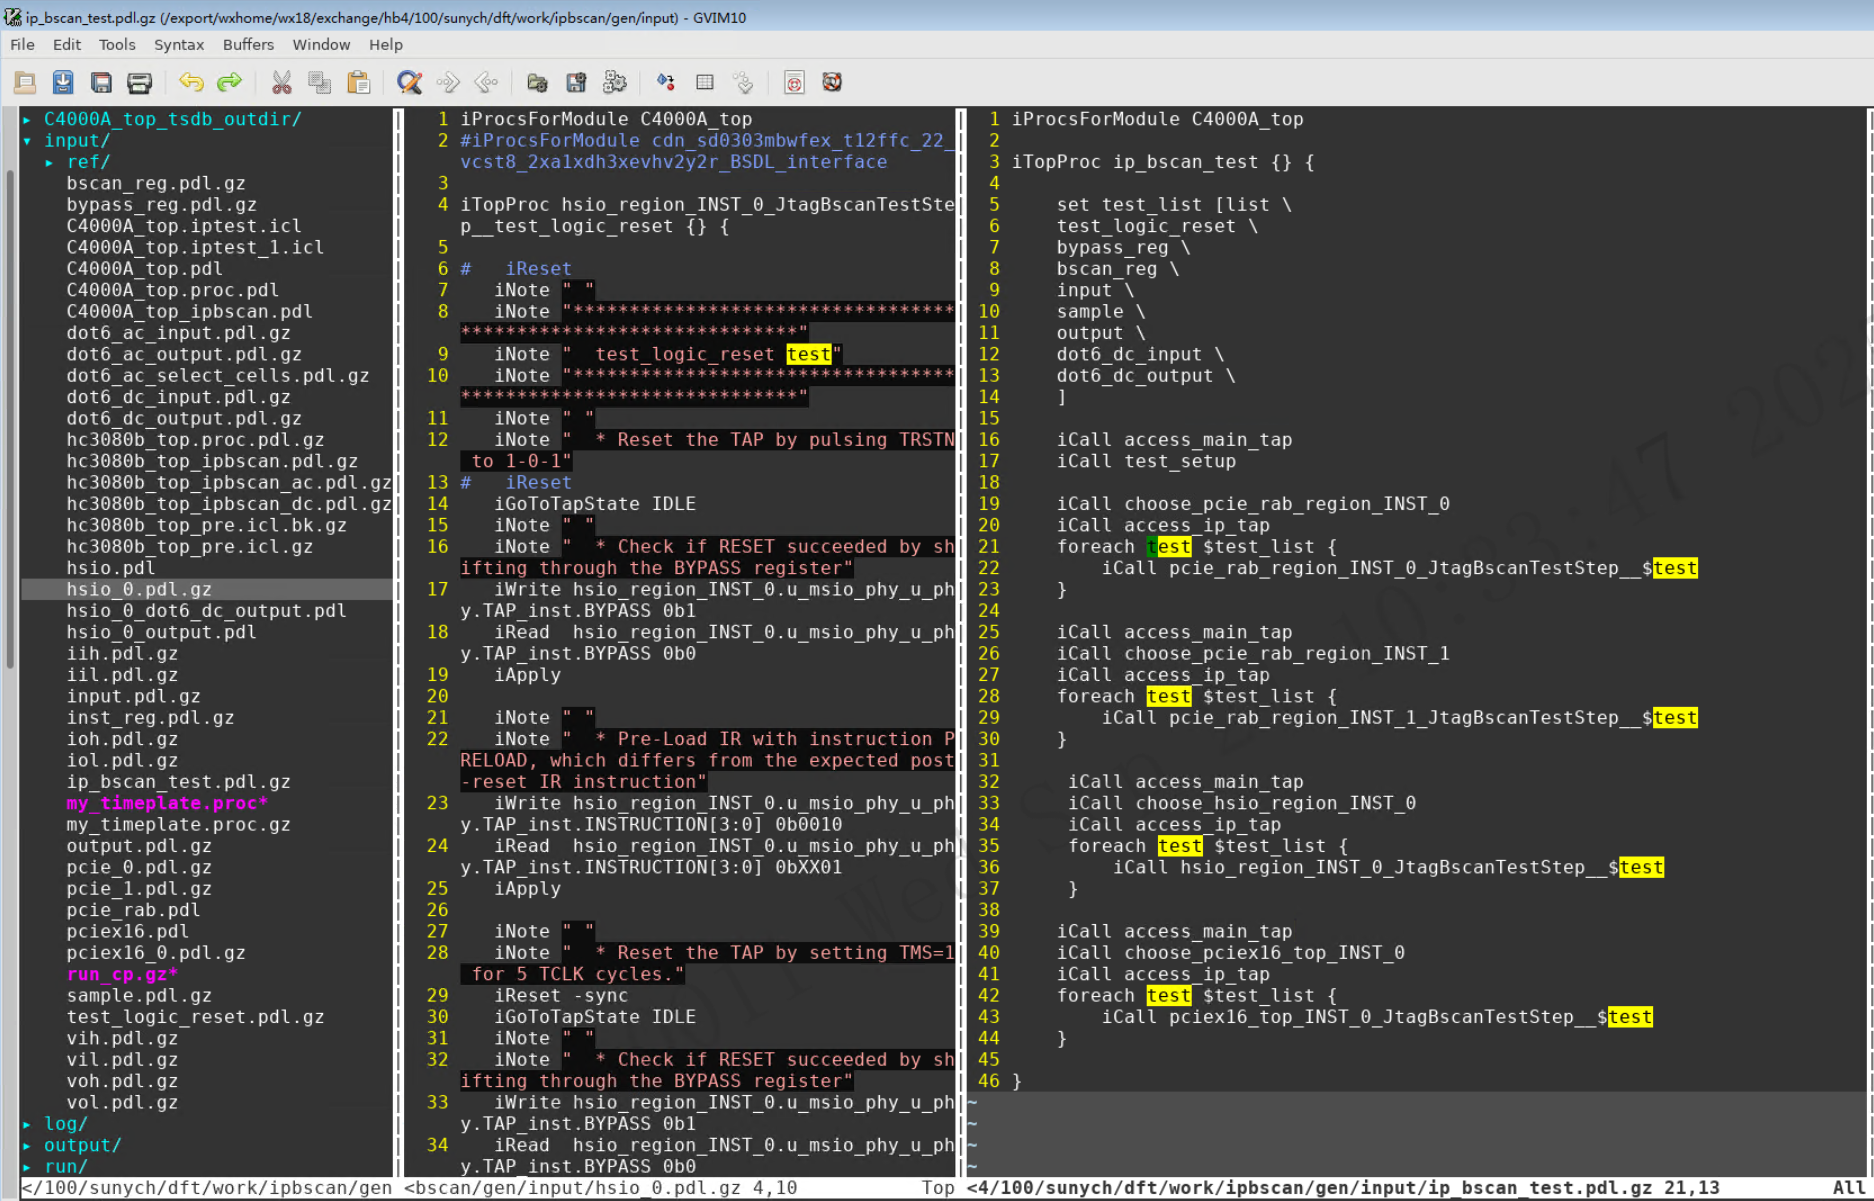 ip_bscan_test.pdl.gz (/export/wxhome/wx18/exchange/hb4/100/sunych/dft/work/ipbscan/gen/input) - GVIM10
File Edit Tools Syntax Buffers Window Help
▸ C4000A_top_tsdb_outdir/
▾ input/
▸ ref/
bscan_reg.pdl.gz
bypass_reg.pdl.gz
C4000A_top.iptest.icl
C4000A_top.iptest_1.icl
C4000A_top.pdl
C4000A_top.proc.pdl
C4000A_top_ipbscan.pdl
dot6_ac_input.pdl.gz
dot6_ac_output.pdl.gz
dot6_ac_select_cells.pdl.gz
dot6_dc_input.pdl.gz
dot6_dc_output.pdl.gz
hc3080b_top.proc.pdl.gz
hc3080b_top_ipbscan.pdl.gz
hc3080b_top_ipbscan_ac.pdl.gz
hc3080b_top_ipbscan_dc.pdl.gz
hc3080b_top_pre.icl.bk.gz
hc3080b_top_pre.icl.gz
hsio.pdl
hsio_0.pdl.gz
hsio_0_dot6_dc_output.pdl
hsio_0_output.pdl
iih.pdl.gz
iil.pdl.gz
input.pdl.gz
inst_reg.pdl.gz
ioh.pdl.gz
iol.pdl.gz
ip_bscan_test.pdl.gz
my_timeplate.proc*
my_timeplate.proc.gz
output.pdl.gz
pcie_0.pdl.gz
pcie_1.pdl.gz
pcie_rab.pdl
pciex16.pdl
pciex16_0.pdl.gz
run_cp.gz*
sample.pdl.gz
test_logic_reset.pdl.gz
vih.pdl.gz
vil.pdl.gz
voh.pdl.gz
vol.pdl.gz
▸ log/
▸ output/
▸ run/
</100/sunych/dft/work/ipbscan/gen
1 iProcsForModule C4000A_top
2 #iProcsForModule cdn_sd0303mbwfex_t12ffc_22_
vcst8_2xa1xdh3xevhv2y2r_BSDL_interface
3
4 iTopProc hsio_region_INST_0_JtagBscanTestSte
p__test_logic_reset {} {
5
6 #   iReset
7    iNote " "
8    iNote "**********************************
******************************"
9    iNote "  test_logic_reset test"
10    iNote "**********************************
******************************"
11    iNote " "
12    iNote "  * Reset the TAP by pulsing TRSTN
 to 1-0-1"
13 #   iReset
14    iGoToTapState IDLE
15    iNote " "
16    iNote "  * Check if RESET succeeded by sh
ifting through the BYPASS register"
17    iWrite hsio_region_INST_0.u_msio_phy_u_ph
y.TAP_inst.BYPASS 0b1
18    iRead  hsio_region_INST_0.u_msio_phy_u_ph
y.TAP_inst.BYPASS 0b0
19    iApply
20
21    iNote " "
22    iNote "  * Pre-Load IR with instruction P
RELOAD, which differs from the expected post
-reset IR instruction"
23    iWrite hsio_region_INST_0.u_msio_phy_u_ph
y.TAP_inst.INSTRUCTION[3:0] 0b0010
24    iRead  hsio_region_INST_0.u_msio_phy_u_ph
y.TAP_inst.INSTRUCTION[3:0] 0bXX01
25    iApply
26
27    iNote " "
28    iNote "  * Reset the TAP by setting TMS=1
 for 5 TCLK cycles."
29    iReset -sync
30    iGoToTapState IDLE
31    iNote " "
32    iNote "  * Check if RESET succeeded by sh
ifting through the BYPASS register"
33    iWrite hsio_region_INST_0.u_msio_phy_u_ph
y.TAP_inst.BYPASS 0b1
34    iRead  hsio_region_INST_0.u_msio_phy_u_ph
y.TAP_inst.BYPASS 0b0
<bscan/gen/input/hsio_0.pdl.gz 4,10 Top
1 iProcsForModule C4000A_top
2
3 iTopProc ip_bscan_test {} {
4
5     set test_list [list \
6     test_logic_reset \
7     bypass_reg \
8     bscan_reg \
9     input \
10     sample \
11     output \
12     dot6_dc_input \
13     dot6_dc_output \
14     ]
15
16     iCall access_main_tap
17     iCall test_setup
18
19     iCall choose_pcie_rab_region_INST_0
20     iCall access_ip_tap
21     foreach test $test_list {
22         iCall pcie_rab_region_INST_0_JtagBscanTestStep__$test
23     }
24
25     iCall access_main_tap
26     iCall choose_pcie_rab_region_INST_1
27     iCall access_ip_tap
28     foreach test $test_list {
29         iCall pcie_rab_region_INST_1_JtagBscanTestStep__$test
30     }
31
32      iCall access_main_tap
33      iCall choose_hsio_region_INST_0
34      iCall access_ip_tap
35      foreach test $test_list {
36          iCall hsio_region_INST_0_JtagBscanTestStep__$test
37      }
38
39     iCall access_main_tap
40     iCall choose_pciex16_top_INST_0
41     iCall access_ip_tap
42     foreach test $test_list {
43         iCall pciex16_top_INST_0_JtagBscanTestStep__$test
44     }
45
46 }
~
~
~
~
<4/100/sunych/dft/work/ipbscan/gen/input/ip_bscan_test.pdl.gz 21,13 All